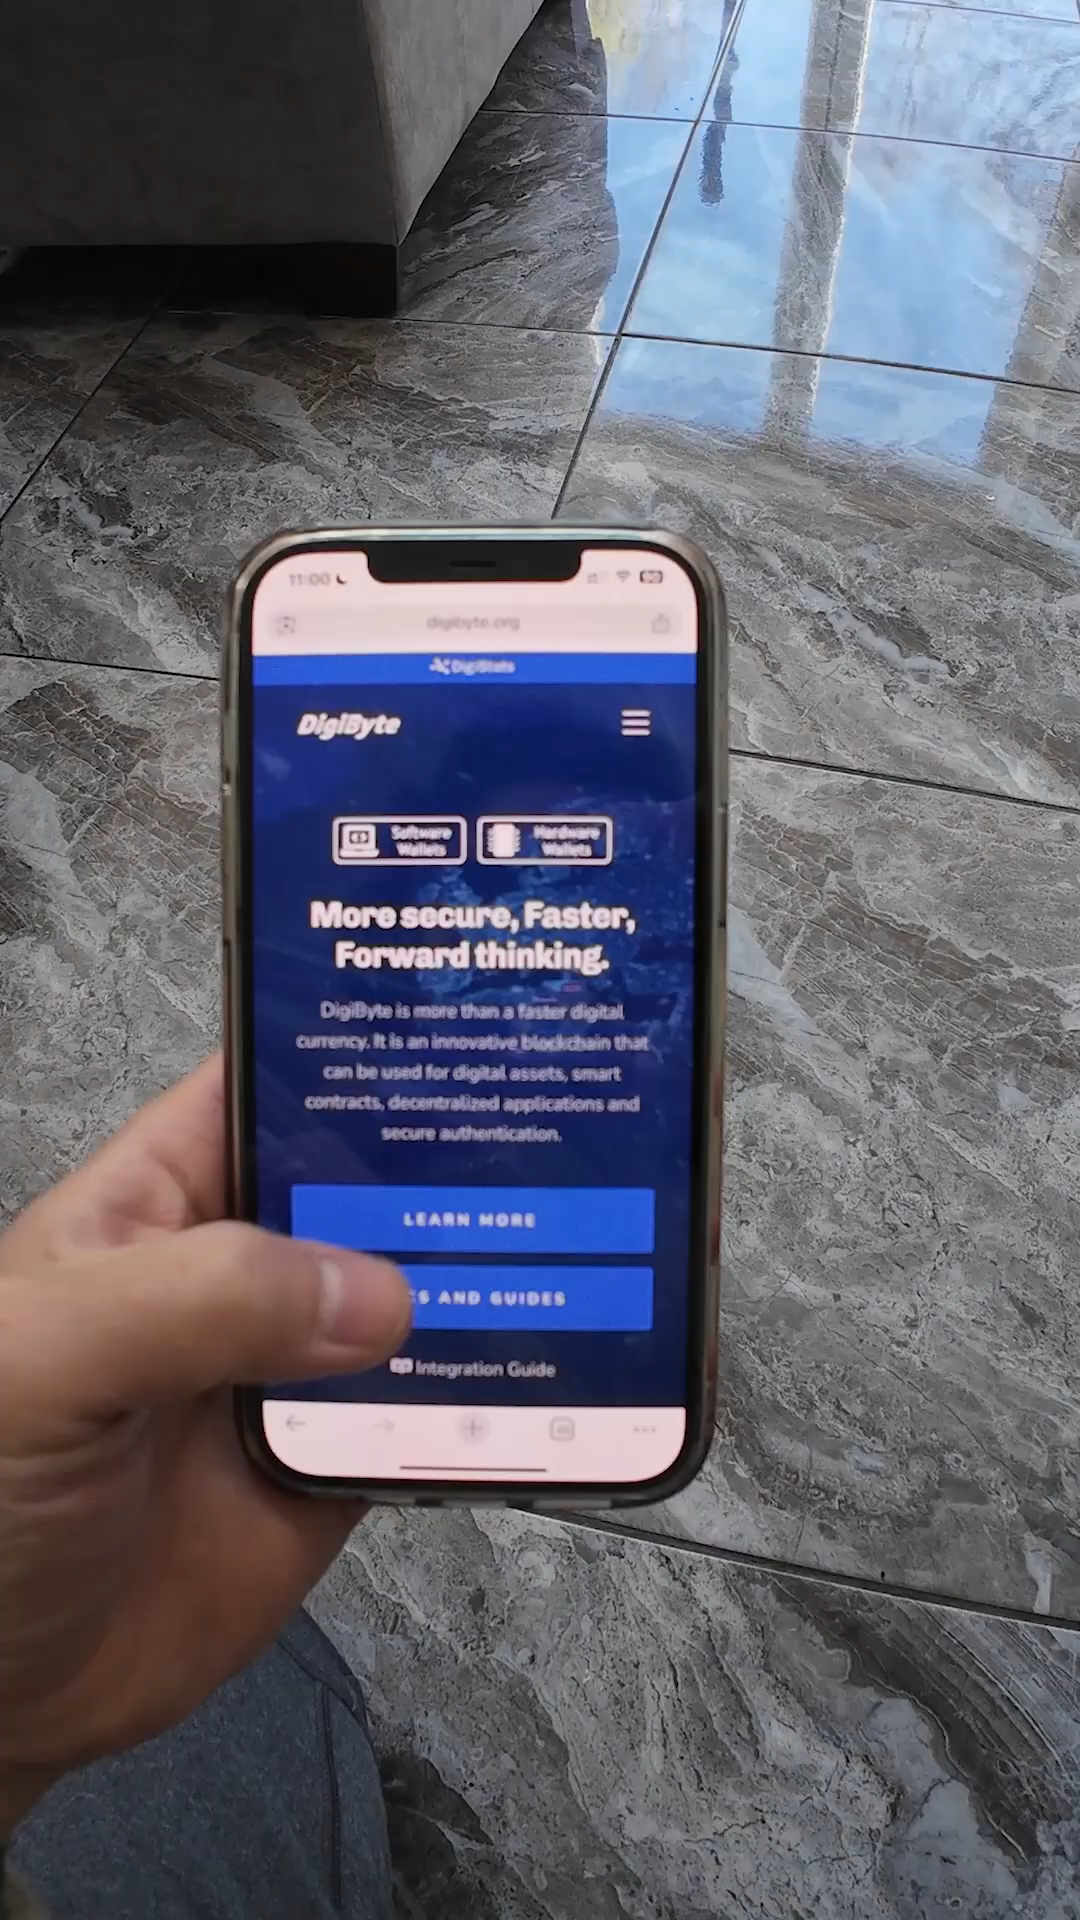 11:00
90
digibyte.org
DigiStats
DigiByte
Software
Wallets
Hardware
Wallets
More secure, Faster,
Forward thinking.
DigiByte is more than a faster digital
currency. It is an innovative blockchain that
can be used for digital assets, smart
contracts, decentralized applications and
secure authentication.
LEARN MORE
S AND GUIDES
Integration Guide